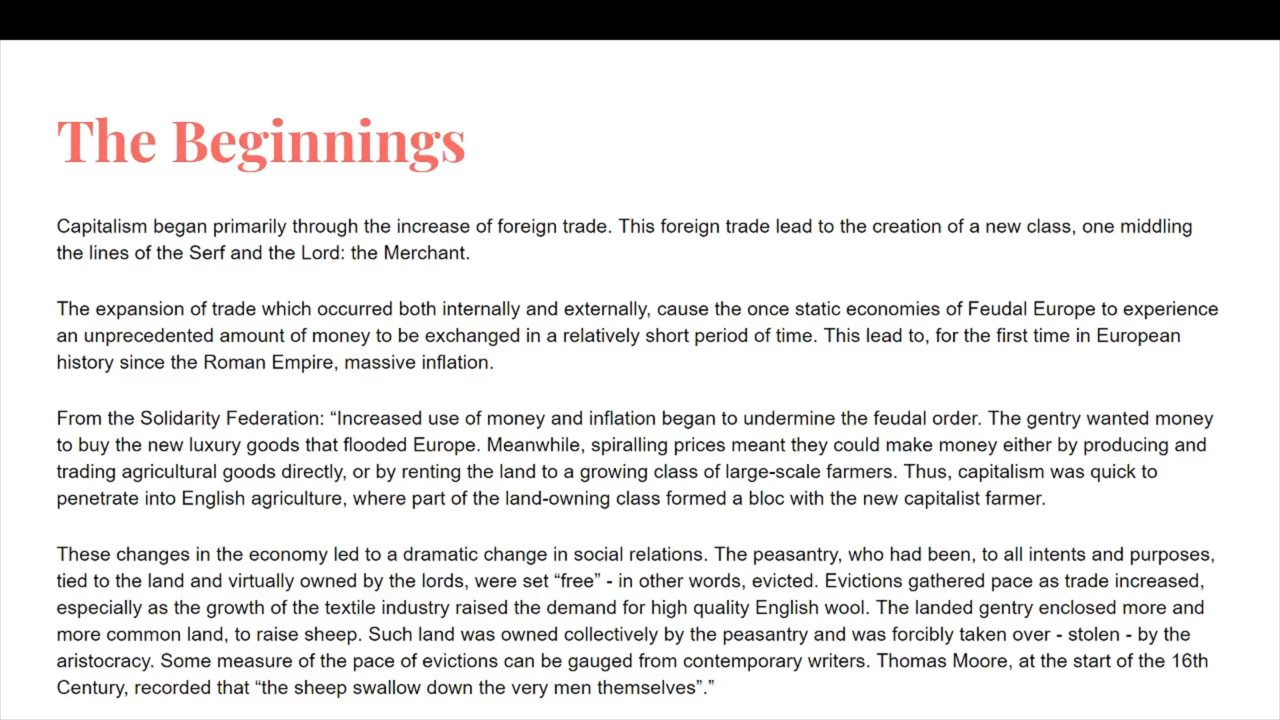 The Beginnings
Capitalism began primarily through the increase of foreign trade. This foreign trade lead to the creation of a new class, one middling
the lines of the Serf and the Lord: the Merchant.
The expansion of trade which occurred both internally and externally, cause the once static economies of Feudal Europe to experience
an unprecedented amount of money to be exchanged in a relatively short period of time. This lead to, for the first time in European
history since the Roman Empire, massive inflation.
From the Solidarity Federation: “Increased use of money and inflation began to undermine the feudal order. The gentry wanted money
to buy the new luxury goods that flooded Europe. Meanwhile, spiralling prices meant they could make money either by producing and
trading agricultural goods directly, or by renting the land to a growing class of large-scale farmers. Thus, capitalism was quick to
penetrate into English agriculture, where part of the land-owning class formed a bloc with the new capitalist farmer.
These changes in the economy led to a dramatic change in social relations. The peasantry, who had been, to all intents and purposes,
tied to the land and virtually owned by the lords, were set “free” - in other words, evicted. Evictions gathered pace as trade increased,
especially as the growth of the textile industry raised the demand for high quality English wool. The landed gentry enclosed more and
more common land, to raise sheep. Such land was owned collectively by the peasantry and was forcibly taken over - stolen - by the
aristocracy. Some measure of the pace of evictions can be gauged from contemporary writers. Thomas Moore, at the start of the 16th
Century, recorded that “the sheep swallow down the very men themselves”.”